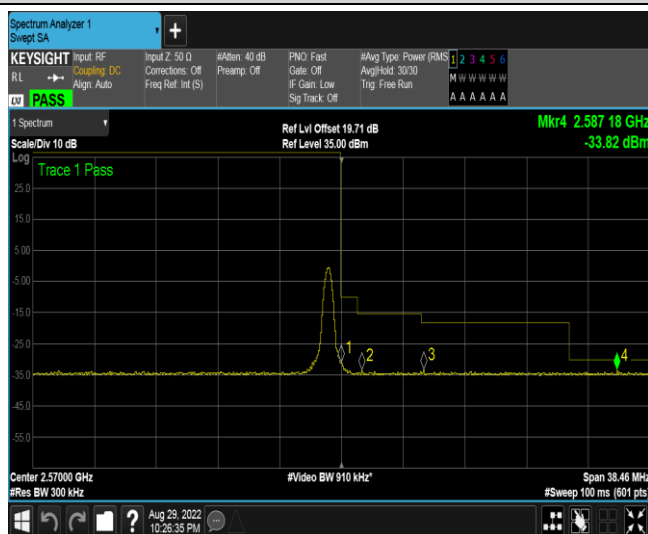 Spectrum Analyzer 1
Swept SA
+
KEYSIGHT
RL
LXI PASS
Input: RF
Coupling: DC
Align: Auto
Input Z: 50 Ω
Corrections: Off
Freq Ref: Int (S)
#Atten: 40 dB
Preamp: Off
PNO: Fast
Gate: Off
IF Gain: Low
Sig Track: Off
#Avg Type: Power (RMS
Avg|Hold: 30/30
Trig: Free Run
1 2 3 4 5 6
M W W W W W
A A A A A A
1 Spectrum
Scale/Div 10 dB
Ref Lvl Offset 19.71 dB
Ref Level 35.00 dBm
Mkr4 2.587 18 GHz
-33.82 dBm
Log
Trace 1 Pass
25.0
15.0
5.00
-5.00
-15.0
-25.0
-35.0
-45.0
-55.0
1
2
3
4
Center 2.57000 GHz
#Res BW 300 kHz
#Video BW 910 kHz*
Span 38.46 MHz
#Sweep 100 ms (601 pts)
?
Aug 29, 2022
10:26:35 PM